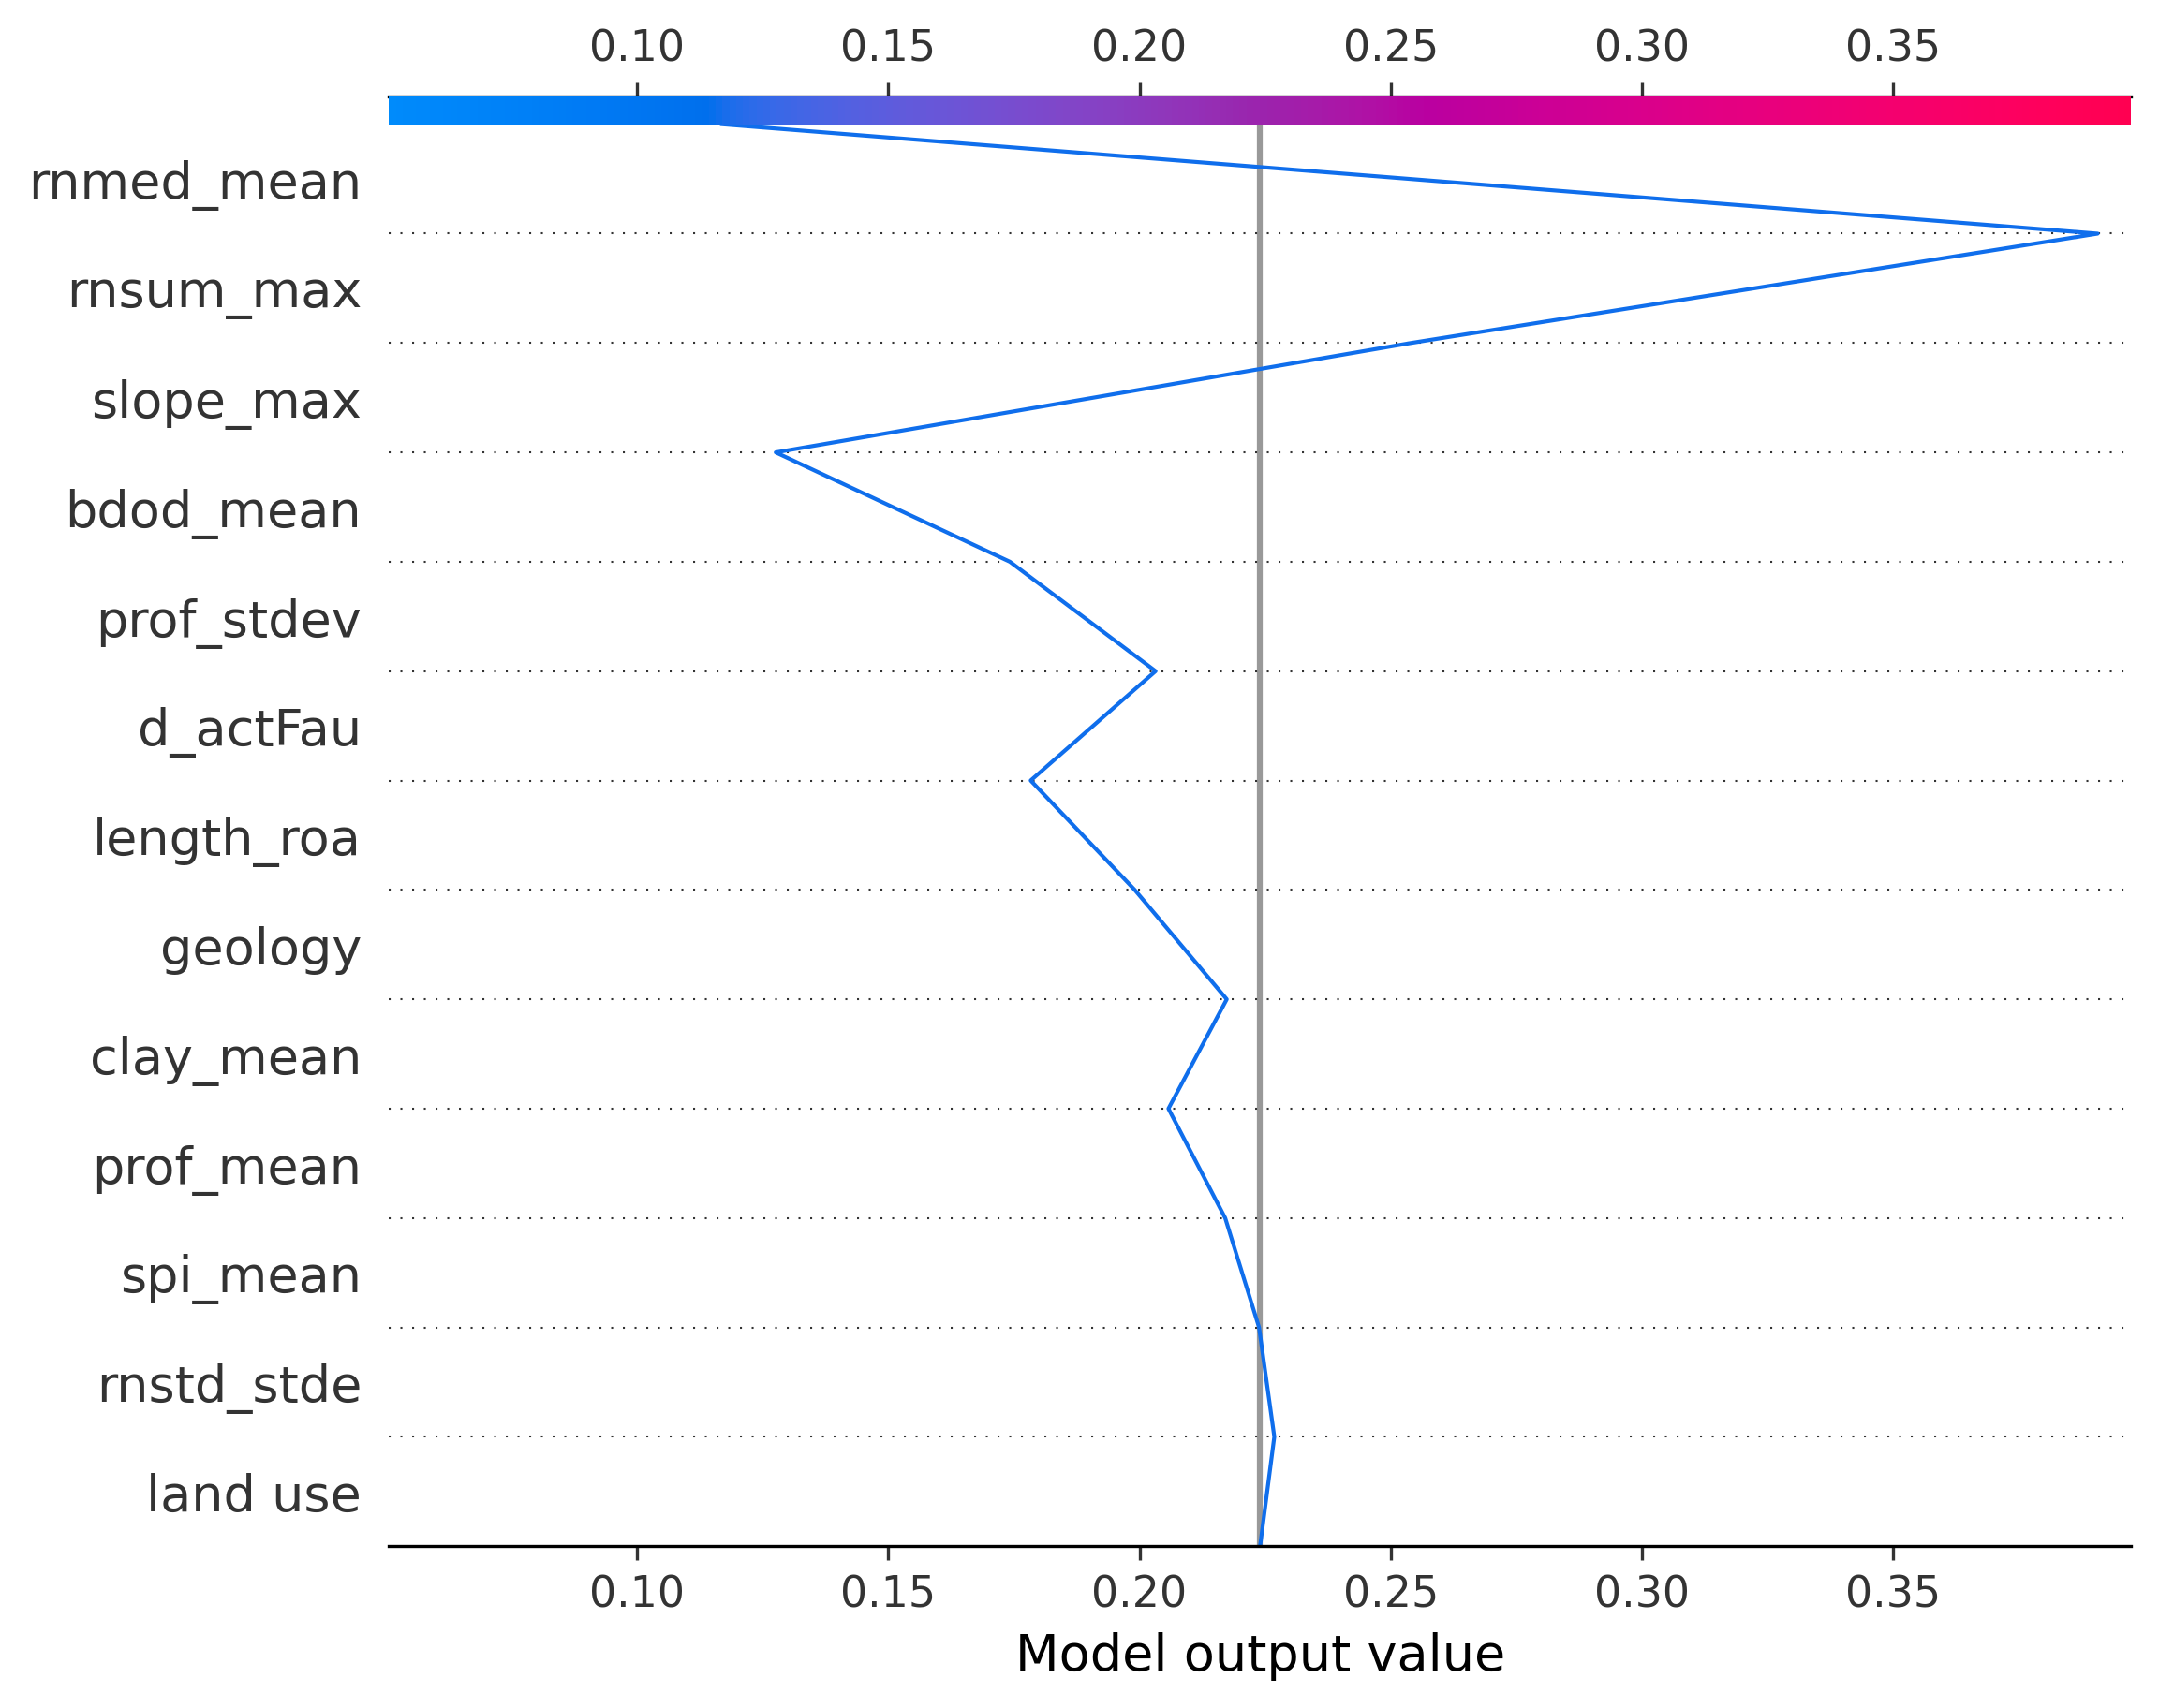 0.10 0.15 0.20 0.25 0.30 0.35
rnmed_mean
rnsum_max
slope_max
bdod_mean
prof_stdev
d_actFau
length_roa
geology
clay_mean
prof_mean
spi_mean
rnstd_stde
land use
0.10 0.15 0.20 0.25 0.30 0.35
Model output value